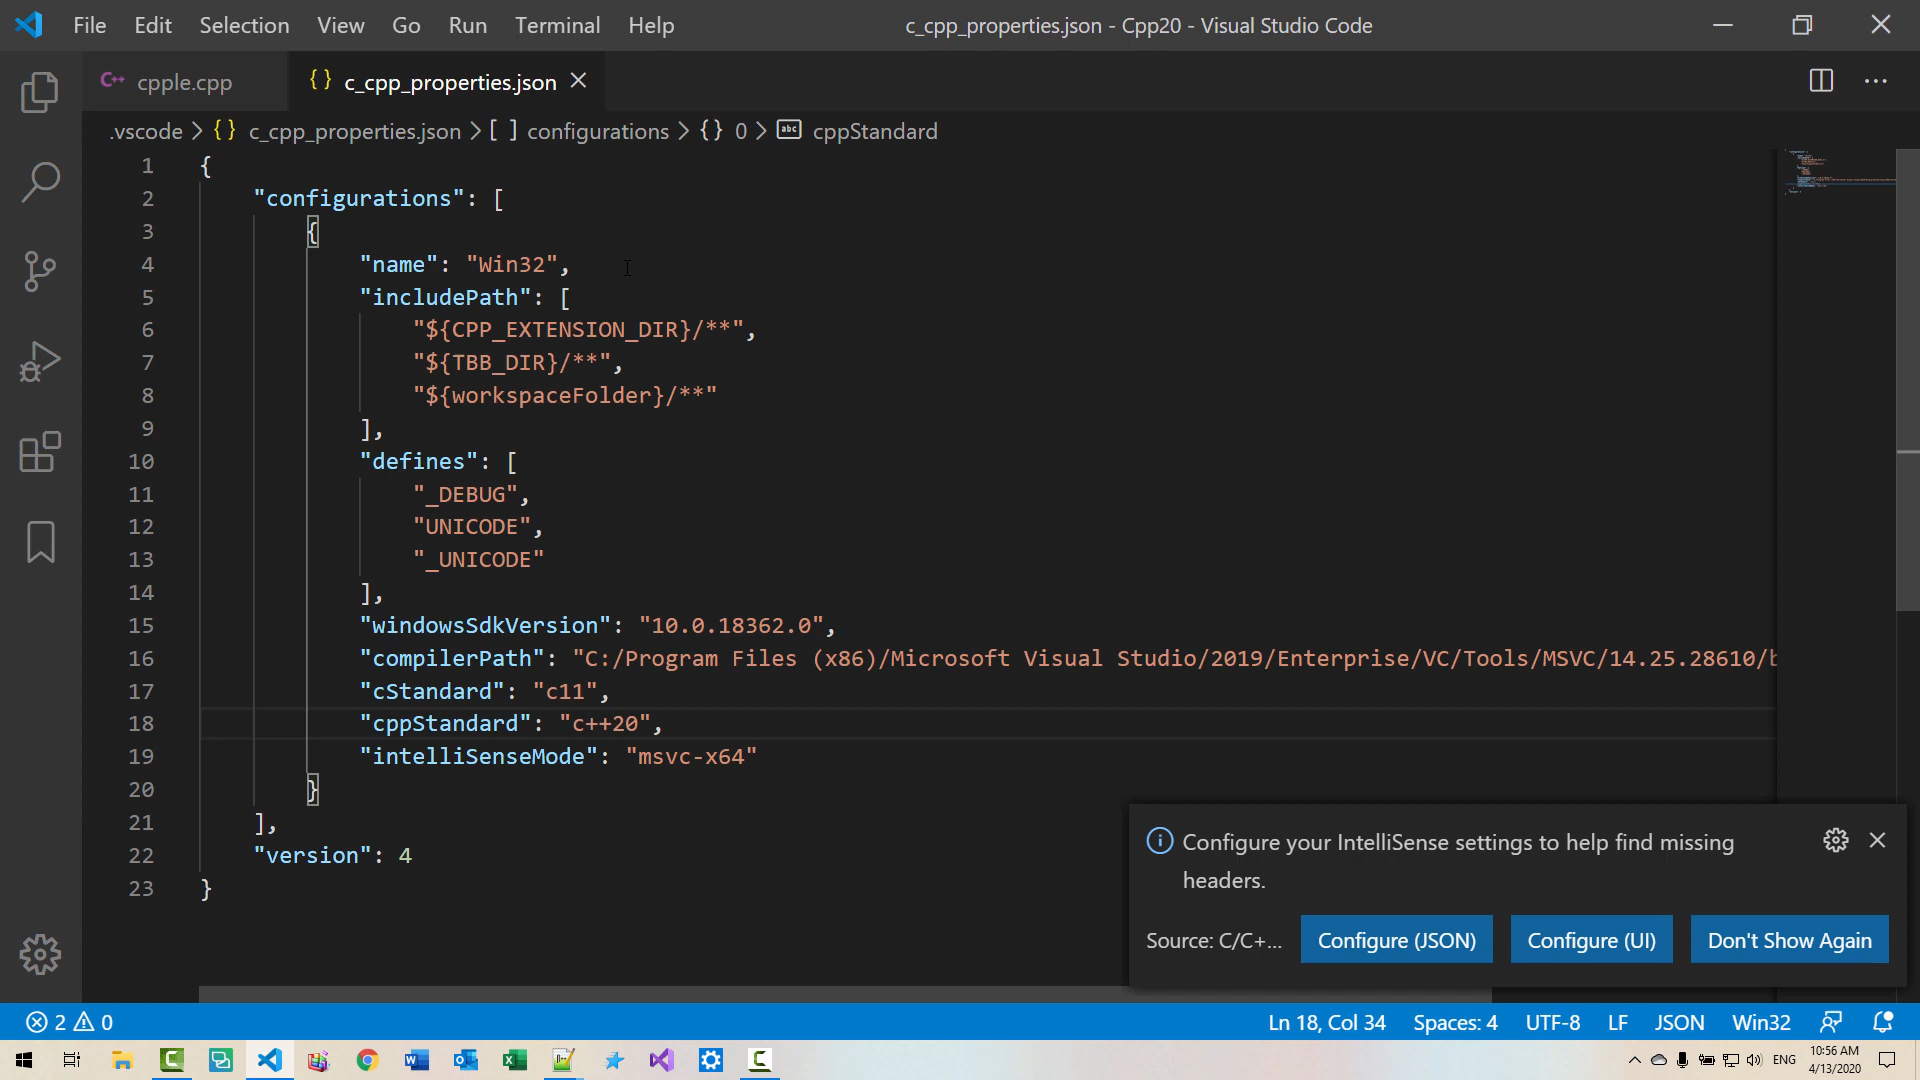 File Edit Selection View Go Run Terminal Help c_cpp_properties.json - Cpp20 - Visual Studio Code
C++ cpple.cpp {} c_cpp_properties.json
.vscode > {} c_cpp_properties.json > [ ] configurations > {} 0 > abc cppStandard
1 {
2 "configurations": [
3 {
4 "name": "Win32",
5 "includePath": [
6 "${CPP_EXTENSION_DIR}/**",
7 "${TBB_DIR}/**",
8 "${workspaceFolder}/**"
9 ],
10 "defines": [
11 "_DEBUG",
12 "UNICODE",
13 "_UNICODE"
14 ],
15 "windowsSdkVersion": "10.0.18362.0",
16 "compilerPath": "C:/Program Files (x86)/Microsoft Visual Studio/2019/Enterprise/VC/Tools/MSVC/14.25.28610/b
17 "cStandard": "c11",
18 "cppStandard": "c++20",
19 "intelliSenseMode": "msvc-x64"
20 }
21 ],
22 "version": 4
23 }
Configure your IntelliSense settings to help find missing
headers.
Source: C/C+... Configure (JSON) Configure (UI) Don't Show Again
2 0 Ln 18, Col 34 Spaces: 4 UTF-8 LF JSON Win32
ENG 10:56 AM
4/13/2020